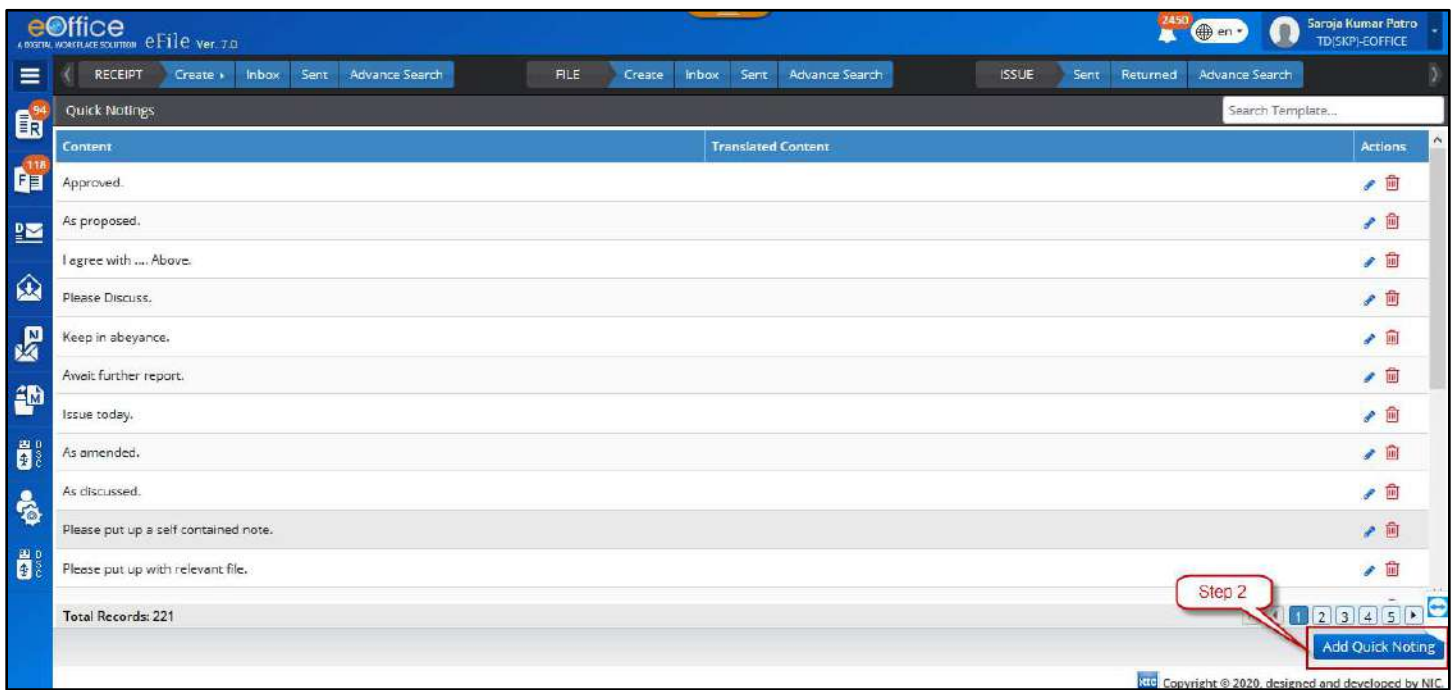 eOffice
A DIGITAL WORKPLACE SOLUTION eFile Ver. 7.0
2450
en
Saroja Kumar Patro
TD(SKP)-EOFFICE
RECEIPT Create Inbox Sent Advance Search FILE Create Inbox Sent Advance Search ISSUE Sent Returned Advance Search
94
R
Quick Notings
Search Template...
Content Translated Content Actions
118
F
Approved.
As proposed.
D
I agree with .... Above.
Please Discuss.
N
Keep in abeyance.
Await further report.
M
Issue today.
As amended.
DSC
As discussed.
Please put up a self contained note.
Please put up with relevant file.
DSC
Step 2
Total Records: 221
1 2 3 4 5
Add Quick Noting
NIC Copyright © 2020, designed and developed by NIC.